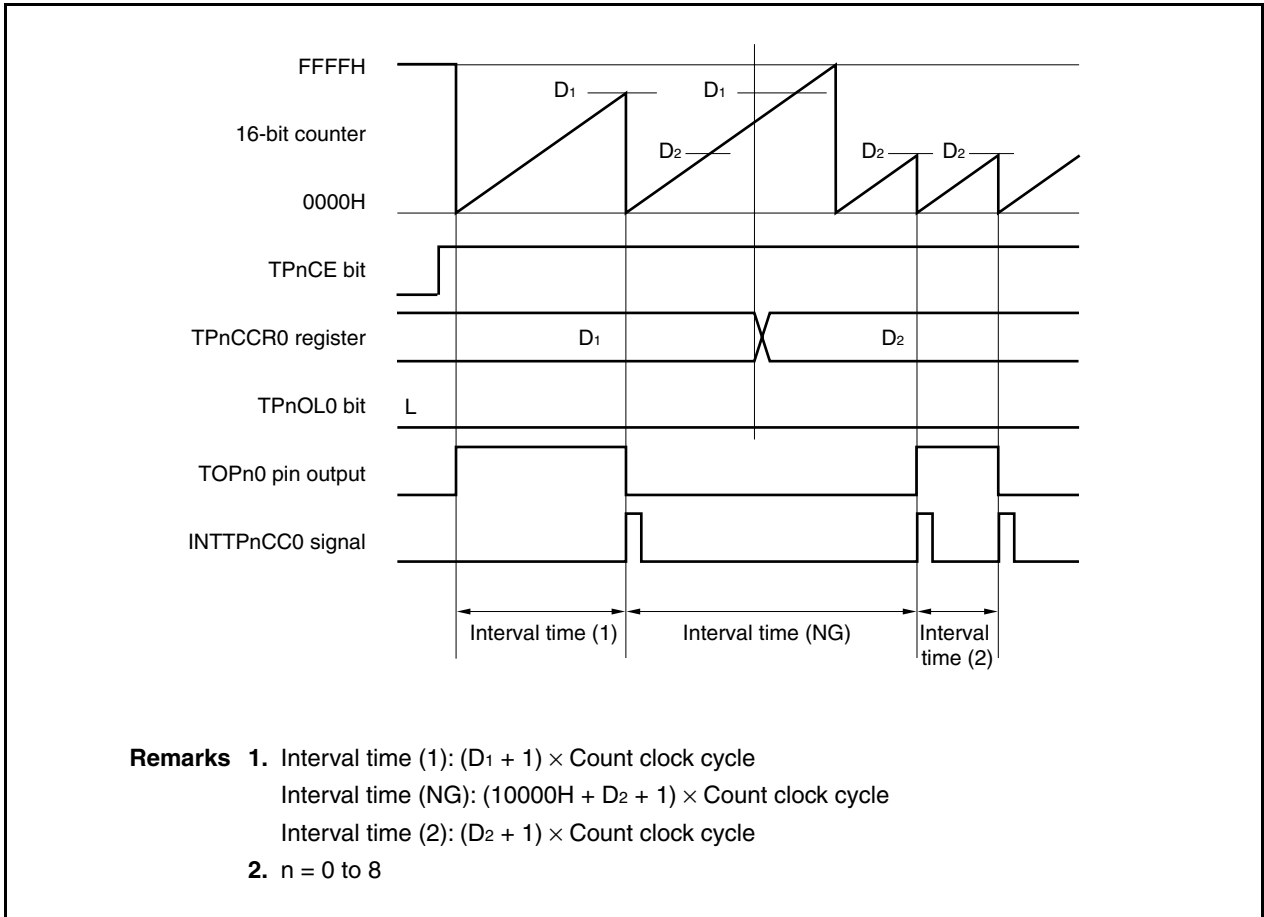 FFFFH
D1
D1
16-bit counter
D2
D2
D2
0000H
TPnCE bit
TPnCCR0 register
D1
D2
TPnOL0 bit
L
TOPn0 pin output
INTTPnCC0 signal
Interval time (1)
Interval time (NG)
Interval
time (2)
Remarks 1. Interval time (1): (D1 + 1) × Count clock cycle
Interval time (NG): (10000H + D2 + 1) × Count clock cycle
Interval time (2): (D2 + 1) × Count clock cycle
2. n = 0 to 8